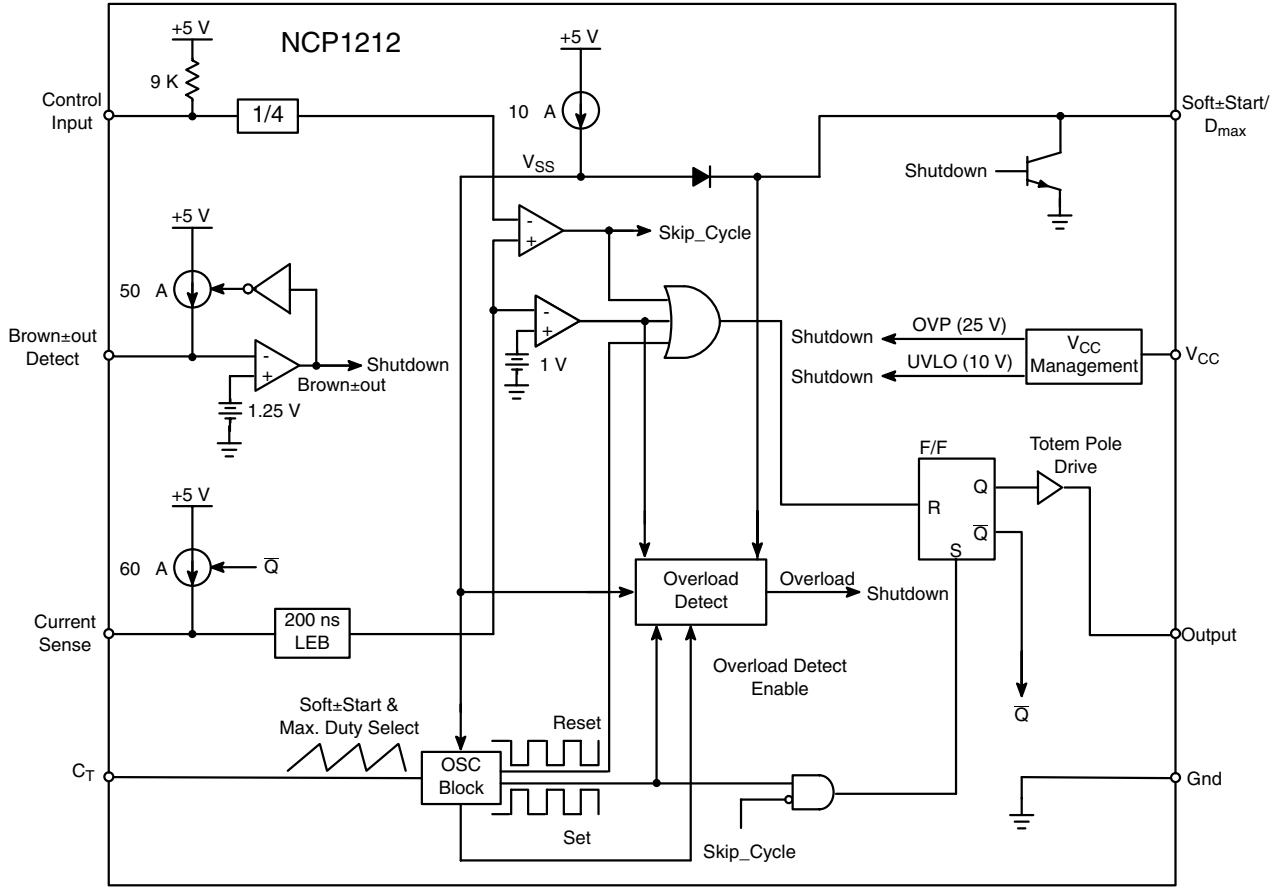 NCP1212
+5 V
9 K
Control
Input
1/4
+5 V
10 A
VSS
Soft±Start/
Dmax
Shutdown
-
+
Skip_Cycle
+5 V
50 A
Brown±out
Detect
-
+
Shutdown
Brown±out
1.25 V
-
+
1 V
Shutdown
OVP (25 V)
Shutdown
UVLO (10 V)
VCC
Management
VCC
F/F
R
Q
Q̅
S
Totem Pole
Drive
+5 V
60 A
Q̅
Current
Sense
200 ns
LEB
Overload
Detect
Overload
Shutdown
Output
Overload Detect
Enable
Q̅
Soft±Start &
Max. Duty Select
Reset
CT
OSC
Block
Set
Skip_Cycle
Gnd